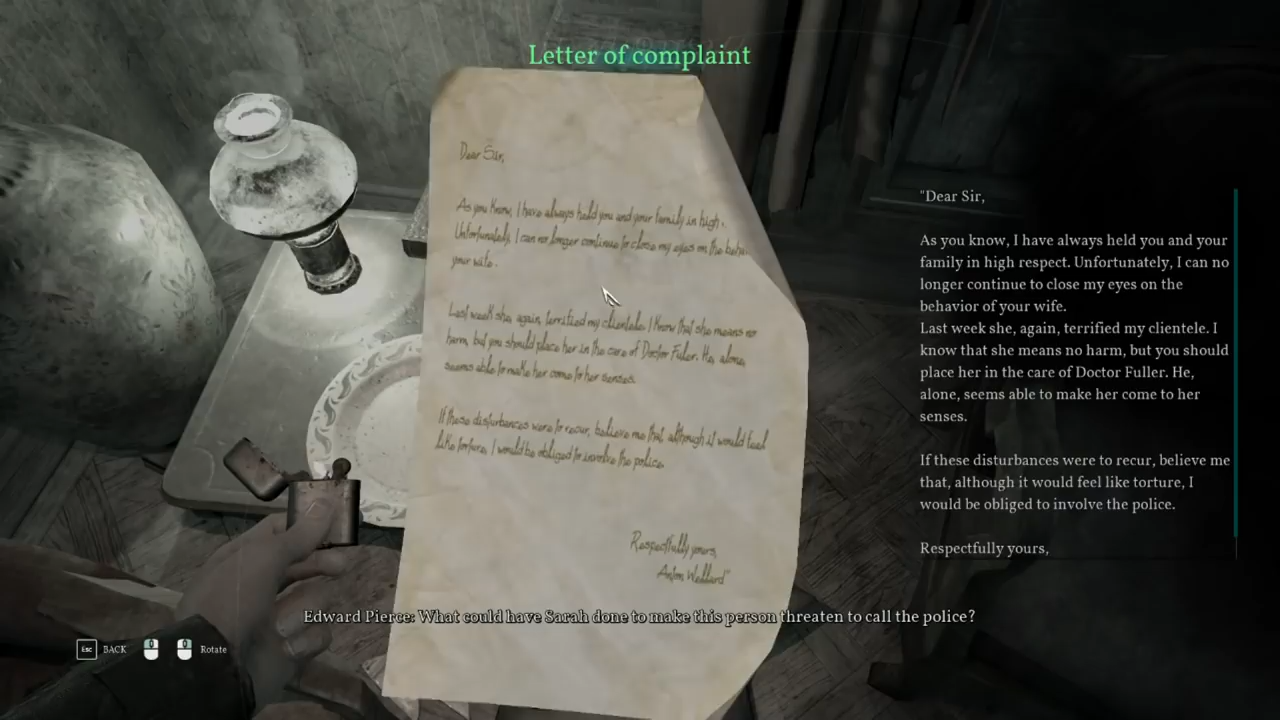 Letter of complaint
Dear Sir,
As you know, I have always held you and your family in high
Unfortunately, I can no longer continue to close my eyes on the
your wife.
Last week she, again, terrified my clientele. I know that she means no
harm, but you should place her in the care of Doctor Fuller. He, alone,
seems able to make her come to her senses.
If these disturbances were to recur, believe me that, although it would feel
like torture, I would be obliged to involve the police.
Respectfully yours,
Anton Weddard"
"Dear Sir,
As you know, I have always held you and your
family in high respect. Unfortunately, I can no
longer continue to close my eyes on the
behavior of your wife.
Last week she, again, terrified my clientele. I
know that she means no harm, but you should
place her in the care of Doctor Fuller. He,
alone, seems able to make her come to her
senses.
If these disturbances were to recur, believe me
that, although it would feel like torture, I
would be obliged to involve the police.
Respectfully yours,
Edward Pierce: What could have Sarah done to make this person threaten to call the police?
Esc BACK Rotate